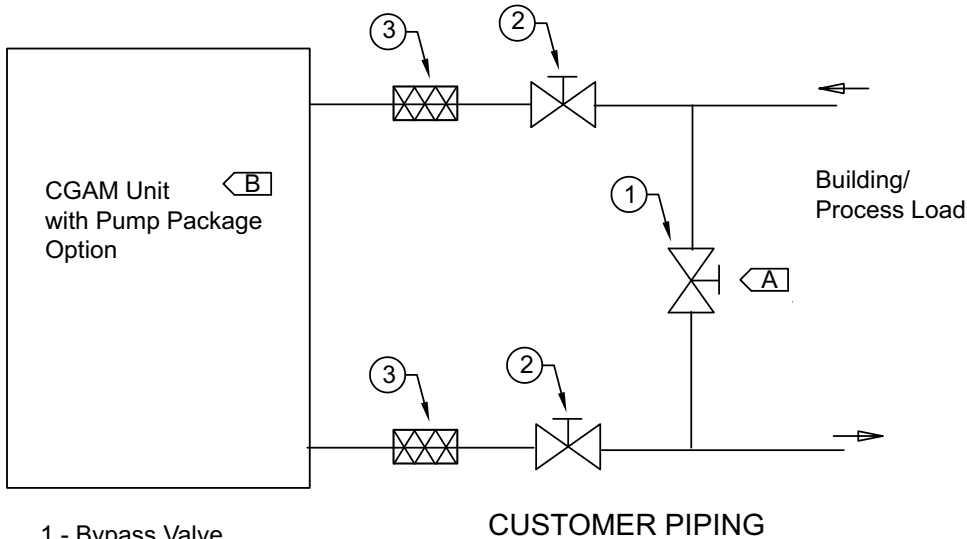 3
2
CGAM Unit
with Pump Package
Option
B
Building/
Process Load
1
A
3
2
1 - Bypass Valve
CUSTOMER PIPING